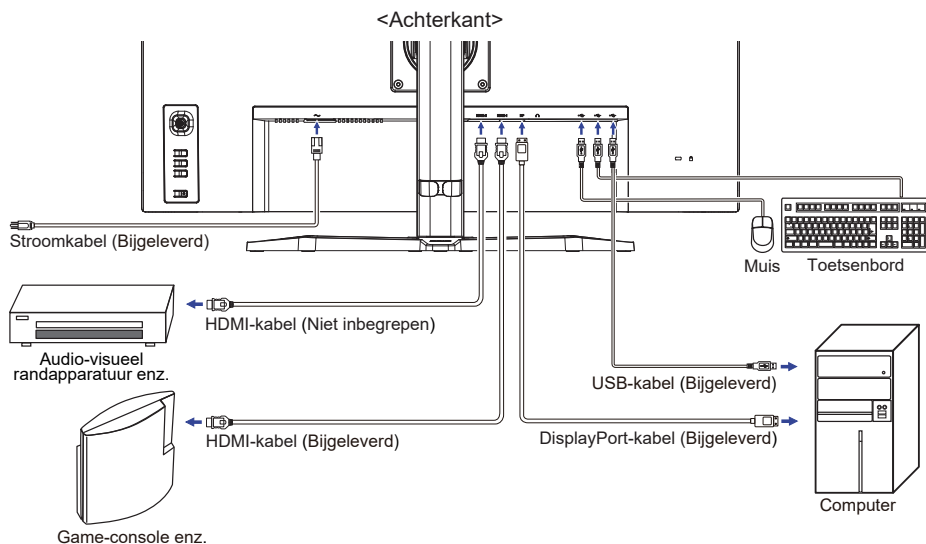 <Achterkant>
Stroomkabel (Bijgeleverd)
Muis
Toetsenbord
HDMI-kabel (Niet inbegrepen)
Audio-visueel
randapparatuur enz.
USB-kabel (Bijgeleverd)
HDMI-kabel (Bijgeleverd)
DisplayPort-kabel (Bijgeleverd)
Computer
Game-console enz.